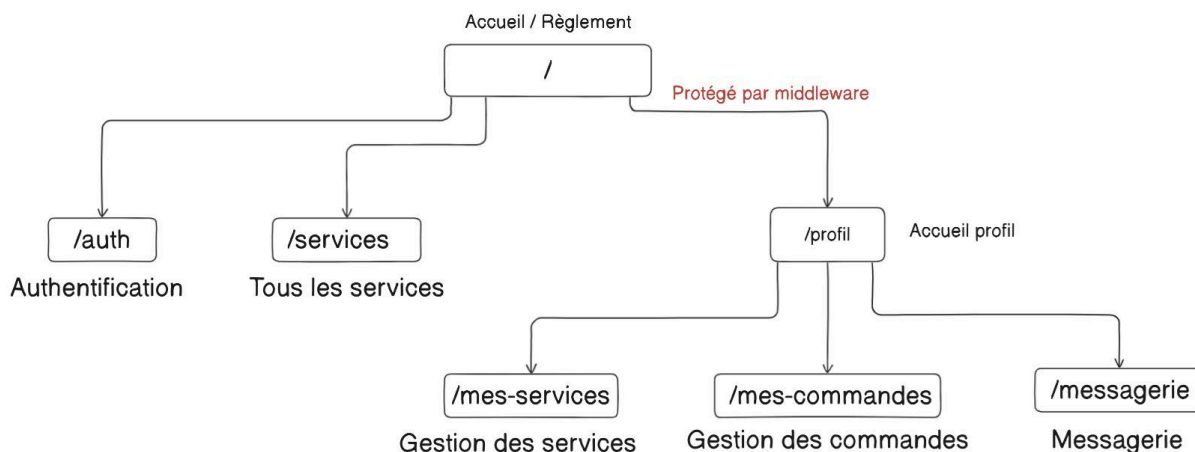 Accueil / Règlement
/
Protégé par middleware
/auth
/services
/profil
Accueil profil
Authentification
Tous les services
/mes-services
/mes-commandes
/messagerie
Gestion des services
Gestion des commandes
Messagerie